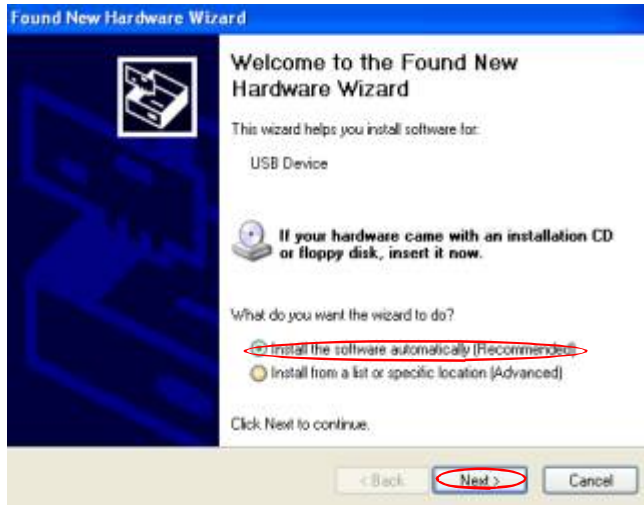 Found New Hardware Wizard
Welcome to the Found New
Hardware Wizard
This wizard helps you install software for:
USB Device
If your hardware came with an installation CD
or floppy disk, insert it now.
What do you want the wizard to do?
Install the software automatically (Recommended)
Install from a list or specific location (Advanced)
Click Next to continue.
< Back
Next >
Cancel